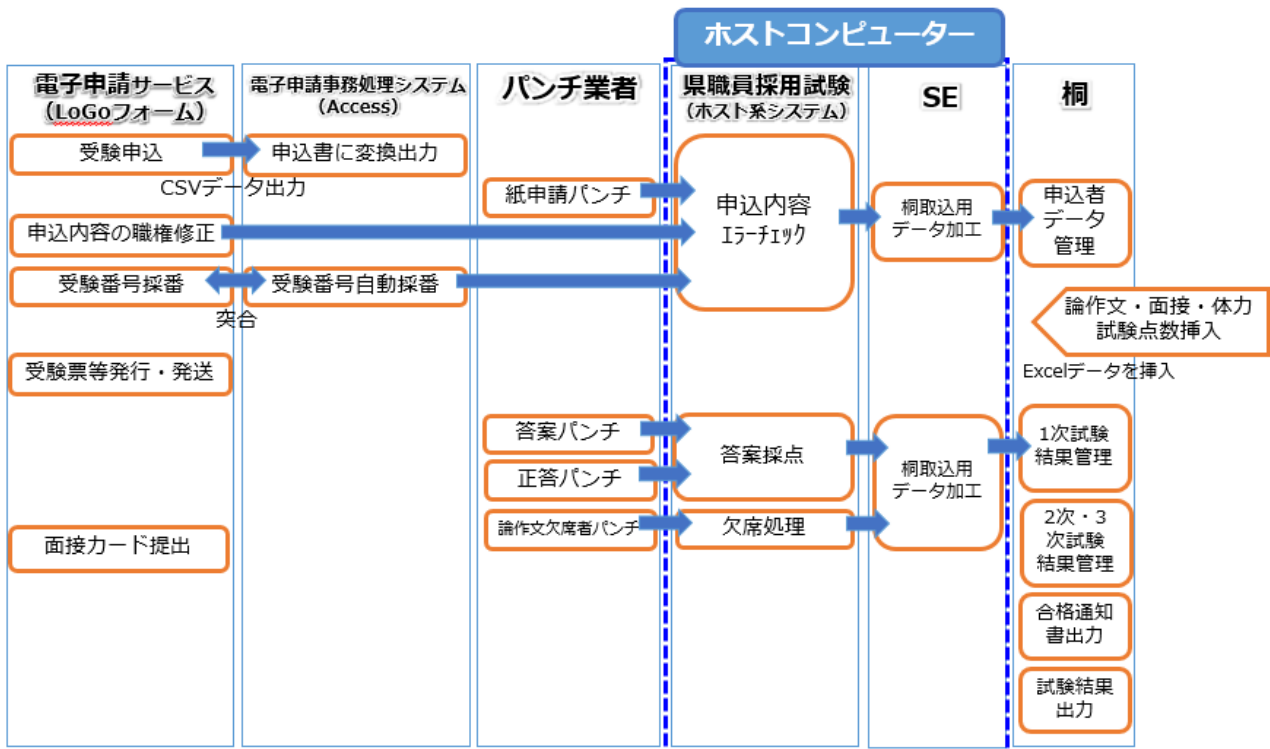 ホストコンピューター
電子申請サービス
（LoGoフォーム）
電子申請事務処理システム
（Access）
パンチ業者
県職員採用試験
（ホスト系システム）
SE
桐
受験申込
申込書に変換出力
CSVデータ出力
紙申請パンチ
申込内容
ｴﾗｰﾁｪｯｸ
桐取込用
データ加工
申込者
データ
管理
申込内容の職権修正
受験番号採番
受験番号自動採番
突合
論作文・面接・体力
試験点数挿入
Excelデータを挿入
受験票等発行・発送
答案パンチ
正答パンチ
答案採点
桐取込用
データ加工
1次試験
結果管理
論作文欠席者パンチ
欠席処理
面接カード提出
2次・3
次試験
結果管理
合格通知
書出力
試験結果
出力